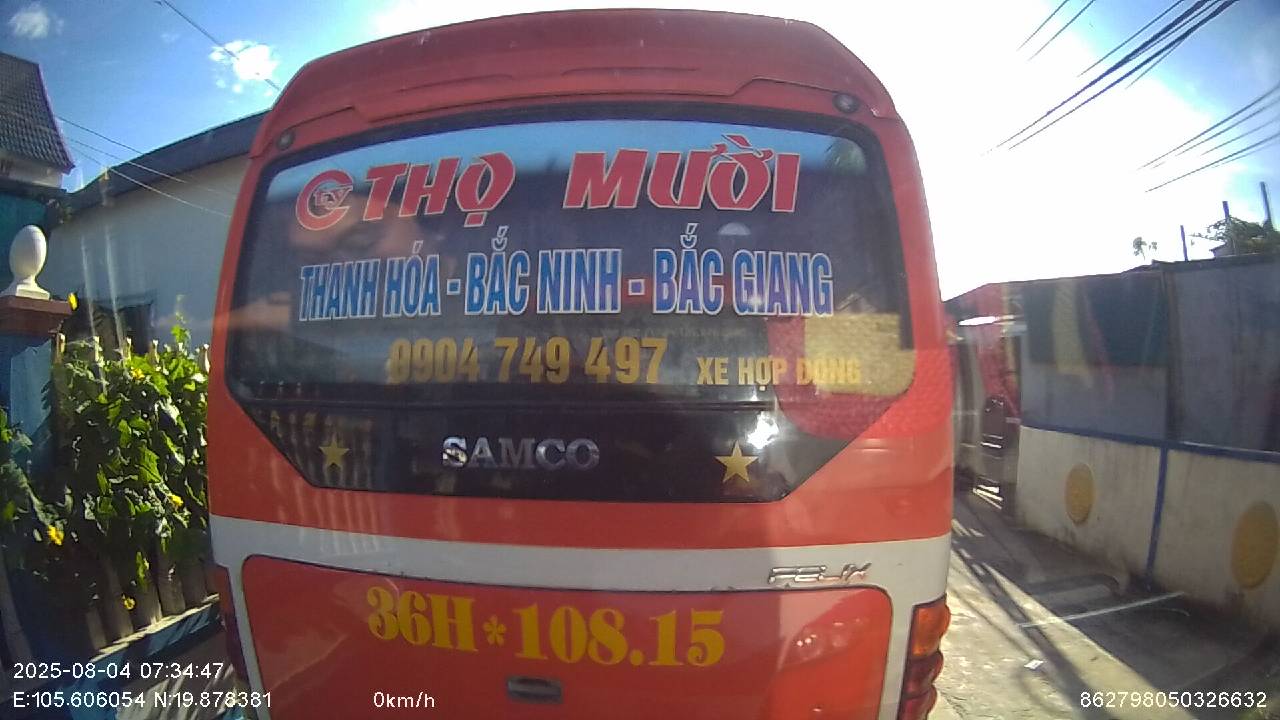 CTY THỌ MƯỜI
THANH HÓA - BẮC NINH - BẮC GIANG
0904 749 497 XE HỢP ĐỒNG
SAMCO
FELIX
36H*108.15
2025-08-04 07:34:47
E:105.606054 N:19.878381 0km/h 862798050326632